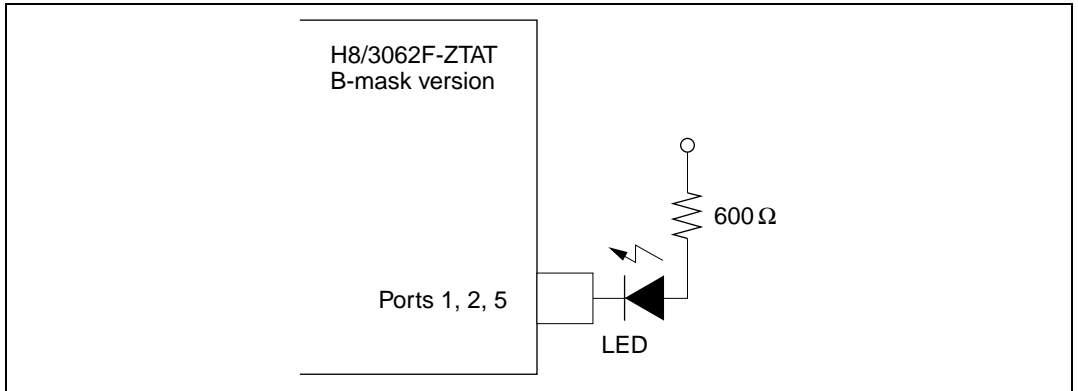 H8/3062F-ZTAT
B-mask version
600 Ω
Ports 1, 2, 5
LED